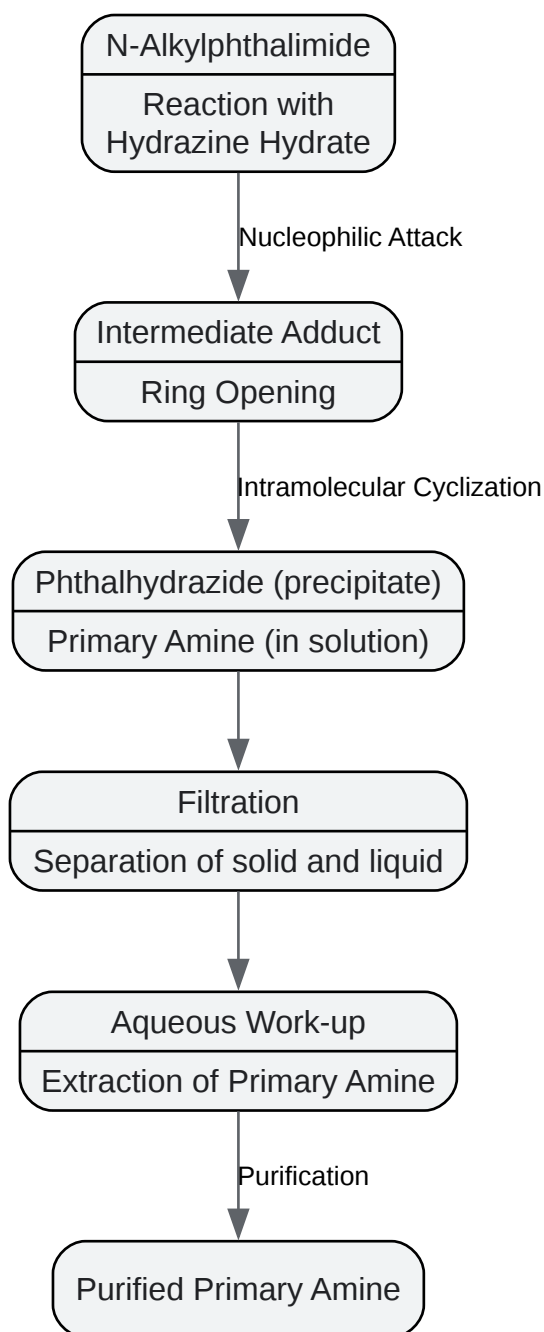 N-Alkylphthalimide
Reaction with
Hydrazine Hydrate
Nucleophilic Attack
Intermediate Adduct
Ring Opening
Intramolecular Cyclization
Phthalhydrazide (precipitate)
Primary Amine (in solution)
Filtration
Separation of solid and liquid
Aqueous Work-up
Extraction of Primary Amine
Purification
Purified Primary Amine